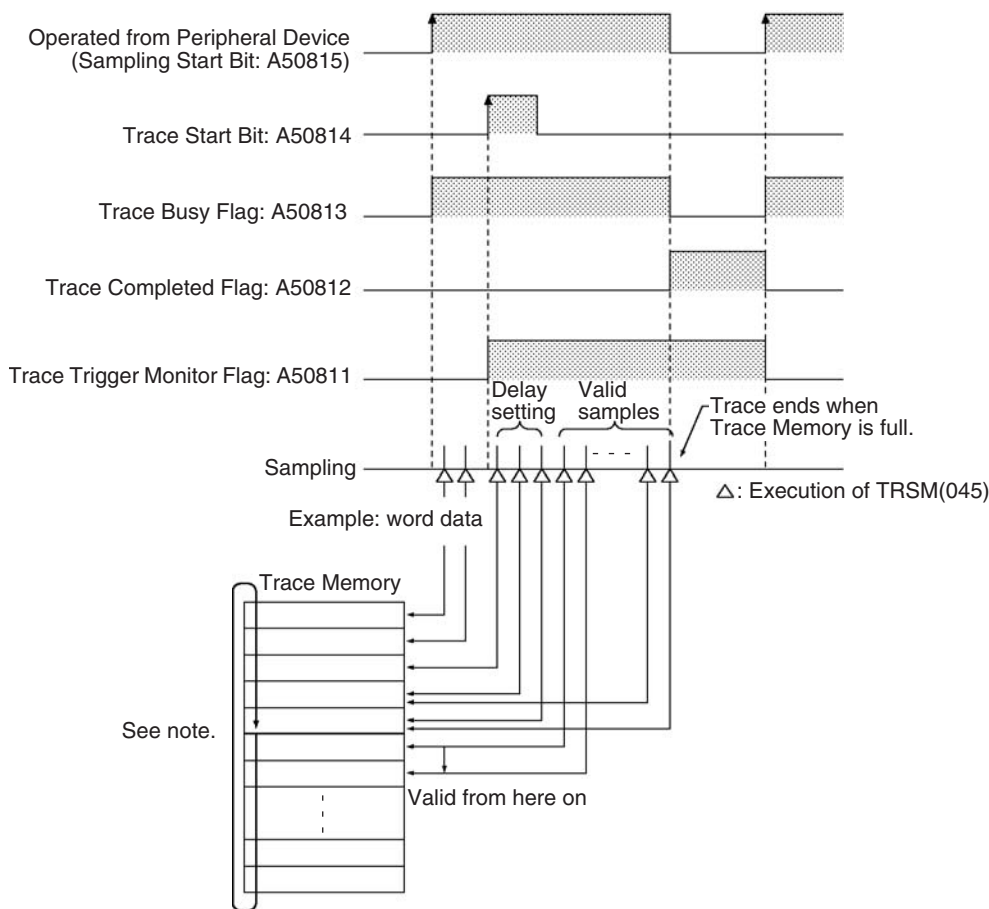 Operated from Peripheral Device
(Sampling Start Bit: A50815)
Trace Start Bit: A50814
Trace Busy Flag: A50813
Trace Completed Flag: A50812
Trace Trigger Monitor Flag: A50811
Delay
setting
Valid
samples
Trace ends when
Trace Memory is full.
Sampling
△: Execution of TRSM(045)
Example: word data
Trace Memory
See note.
Valid from here on